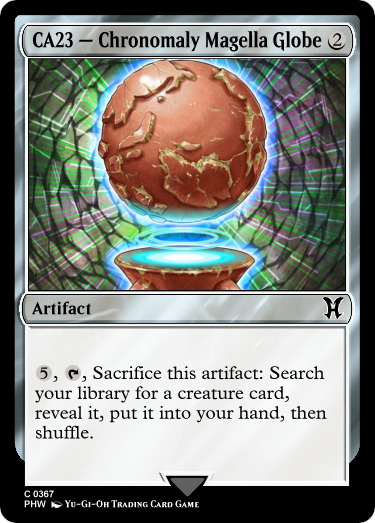 CA23 — Chronomaly Magella Globe 2
Artifact
5, , Sacrifice this artifact: Search
your library for a creature card,
reveal it, put it into your hand, then
shuffle.
C 0367
PHW Yu-Gi-Oh Trading Card Game